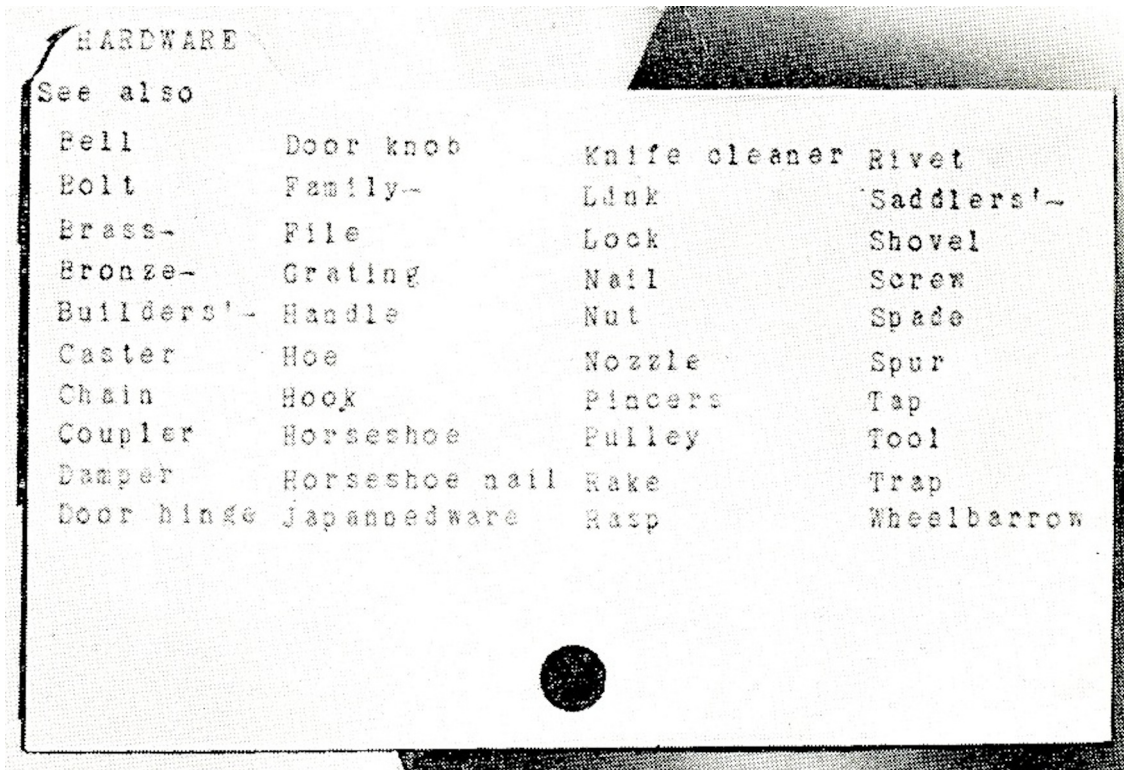 HARDWARE
See also
Bell
Bolt
Brass-
Bronze-
Builders'-
Caster
Chain
Coupler
Damper
Door hinge
Door knob
Family-
File
Grating
Handle
Hoe
Hook
Horseshoe
Horseshoe nail
Japannedware
Knife cleaner
Link
Lock
Nail
Nut
Nozzle
Pincers
Pulley
Rake
Rasp
Rivet
Saddlers'-
Shovel
Screw
Spade
Spur
Tap
Tool
Trap
Wheelbarrow